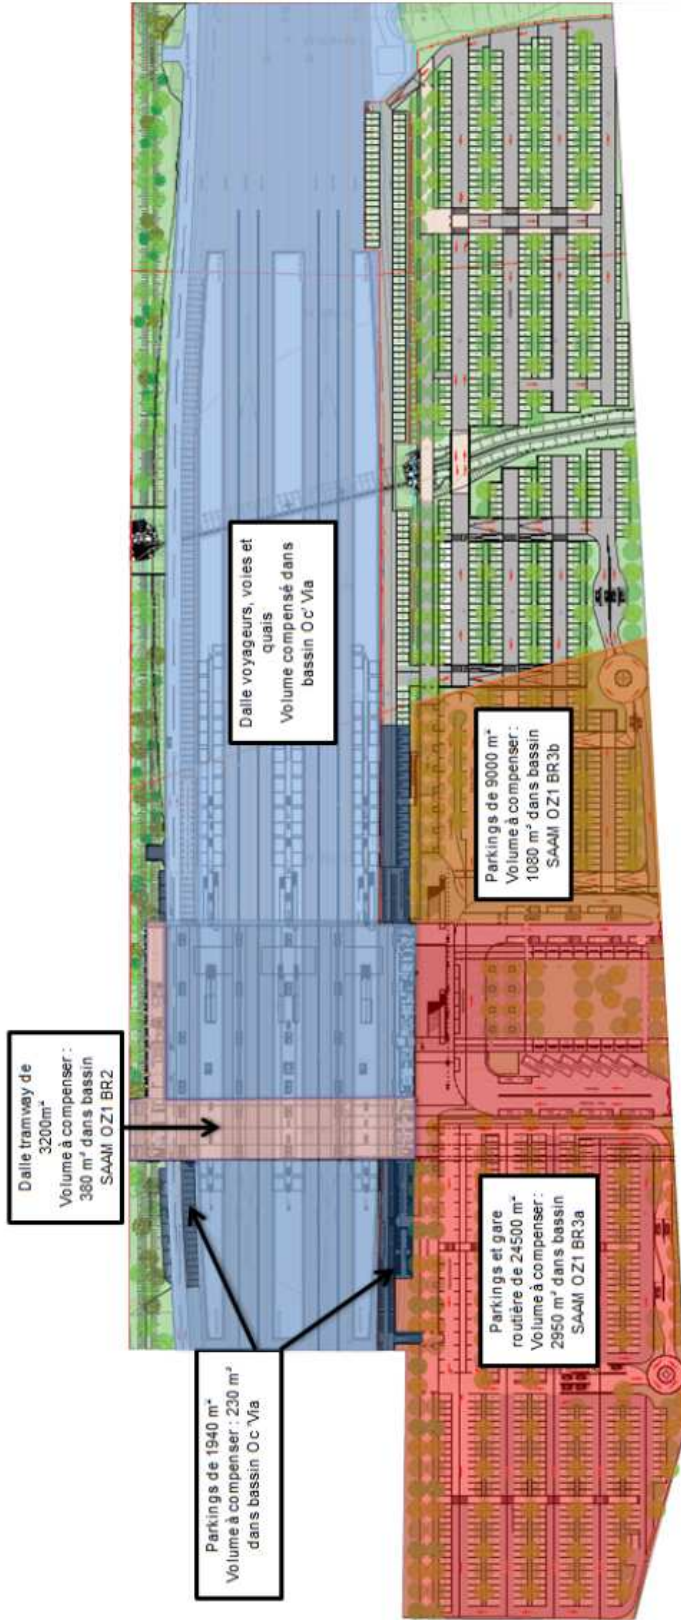 Dalle tramway de
3200m²
Volume à compenser :
380 m³ dans bassin
SAAM OZ1 BR2
Dalle voyageurs, voies et
quais
Volume compensé dans
bassin Oc'Via
Parkings de 1940 m²
Volume à compenser : 230 m³
dans bassin Oc'Via
Parkings et gare
routière de 24500 m²
Volume à compenser :
2950 m³ dans bassin
SAAM OZ1 BR3a
Parkings de 9000 m²
Volume à compenser :
1080 m³ dans bassin
SAAM OZ1 BR3b